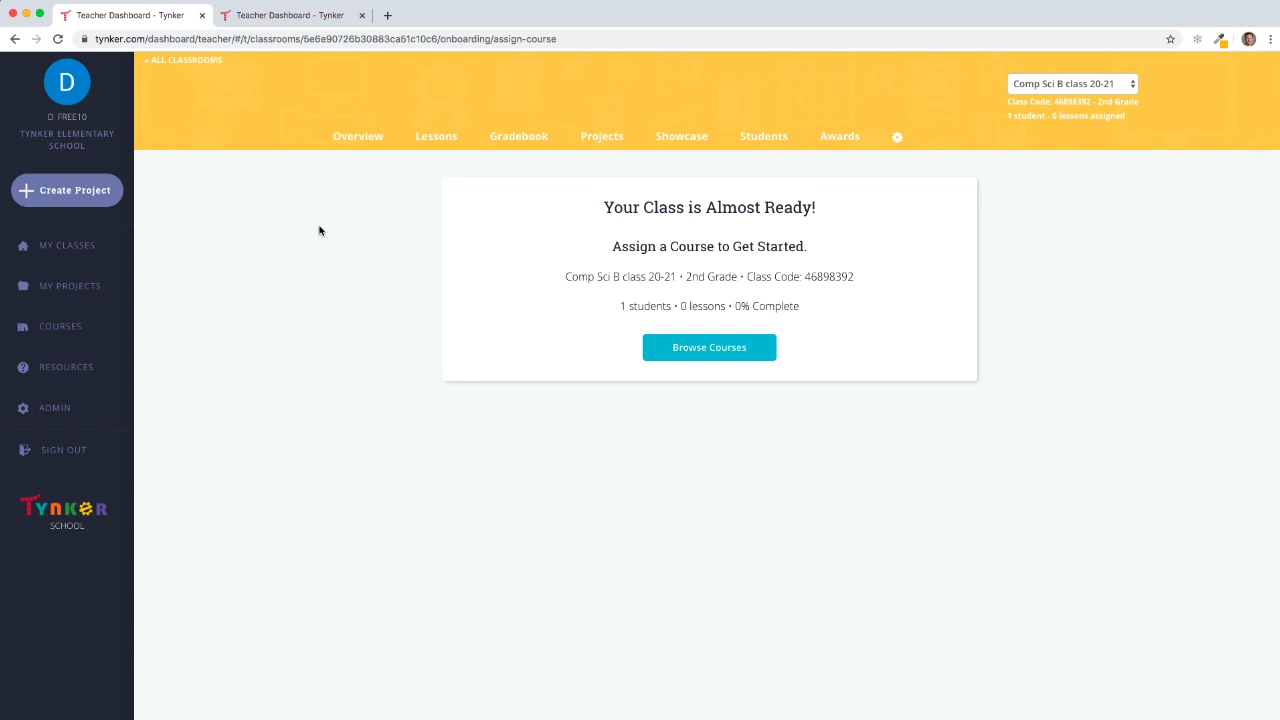 Teacher Dashboard - Tynker
Teacher Dashboard - Tynker
tynker.com/dashboard/teacher/#/t/classrooms/5e6e90726b30883ca51c10c6/onboarding/assign-course
D
D. FREE10
TYNKER ELEMENTARY
SCHOOL
Create Project
MY CLASSES
MY PROJECTS
COURSES
RESOURCES
ADMIN
SIGN OUT
TYNKER
SCHOOL
« ALL CLASSROOMS
Comp Sci B class 20-21
Class Code: 46898392 - 2nd Grade
1 student - 0 lessons assigned
Overview Lessons Gradebook Projects Showcase Students Awards
Your Class is Almost Ready!
Assign a Course to Get Started.
Comp Sci B class 20-21 • 2nd Grade • Class Code: 46898392
1 students • 0 lessons • 0% Complete
Browse Courses